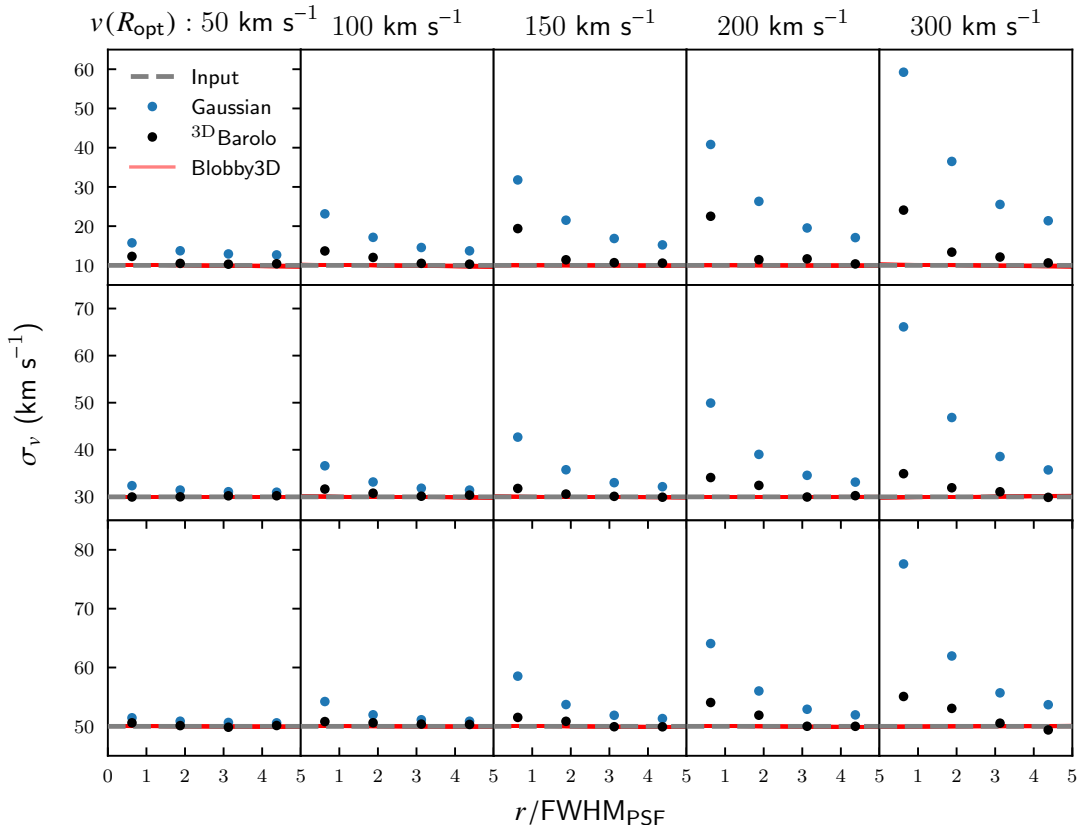 v(R_opt) : 50 km s⁻¹ 100 km s⁻¹ 150 km s⁻¹ 200 km s⁻¹ 300 km s⁻¹
Input
Gaussian
³ᴰBarolo
Blobby3D
60
50
40
30
20
10
70
60
50
40
30
80
70
60
50
σ_v (km s⁻¹)
0 1 2 3 4 5 1 2 3 4 5 1 2 3 4 5 1 2 3 4 5 1 2 3 4 5
r/FWHM_PSF